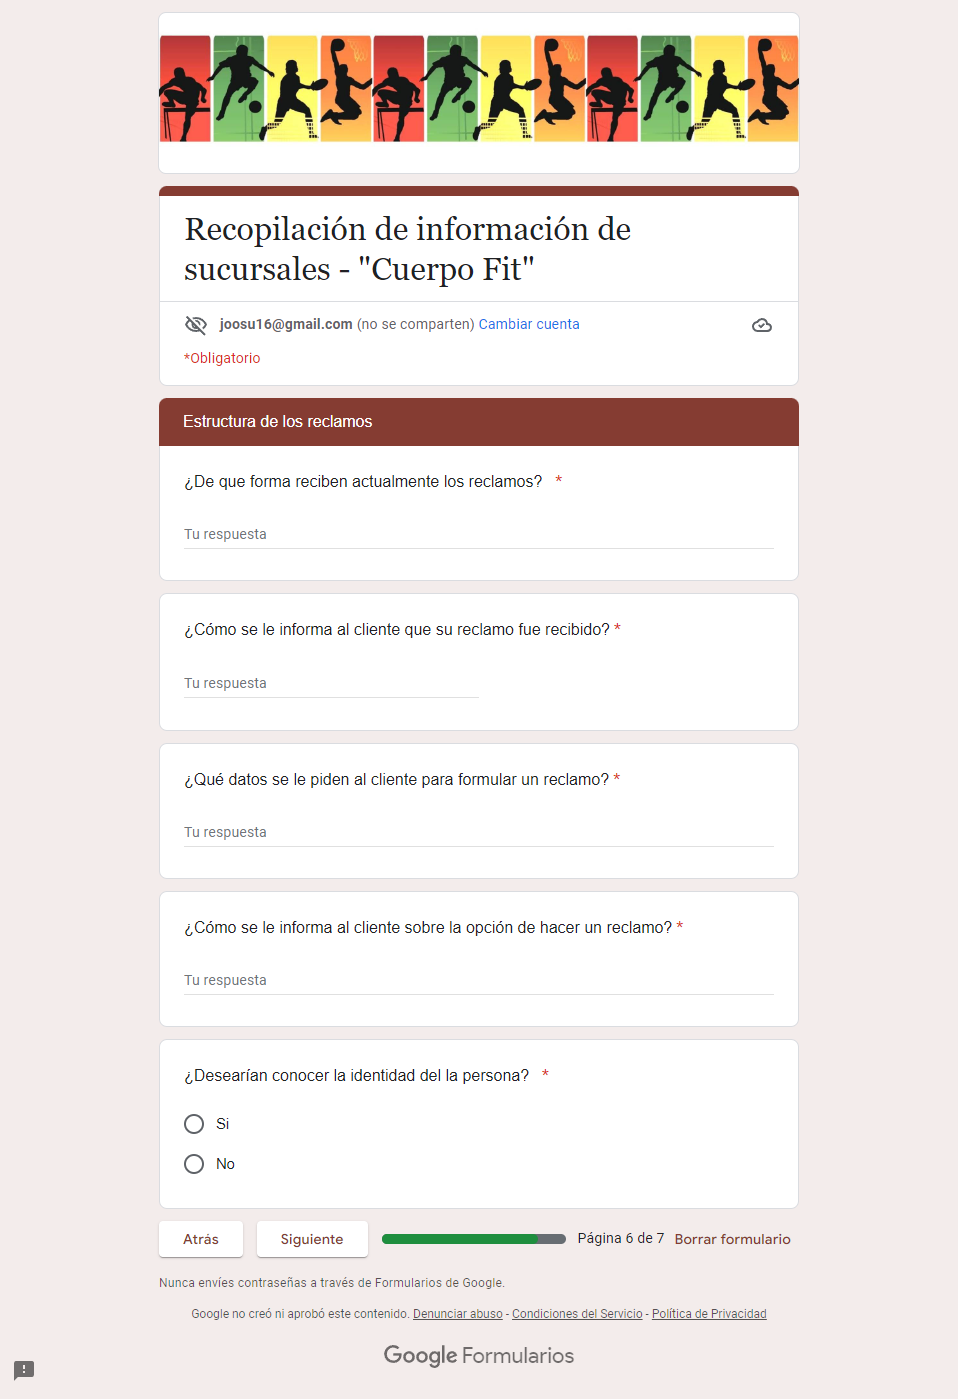 Recopilación de información de
sucursales - "Cuerpo Fit"
joosu16@gmail.com (no se comparten) Cambiar cuenta
*Obligatorio
Estructura de los reclamos
¿De que forma reciben actualmente los reclamos? *
Tu respuesta
¿Cómo se le informa al cliente que su reclamo fue recibido? *
Tu respuesta
¿Qué datos se le piden al cliente para formular un reclamo? *
Tu respuesta
¿Cómo se le informa al cliente sobre la opción de hacer un reclamo? *
Tu respuesta
¿Desearían conocer la identidad del la persona? *
Si
No
Atrás Siguiente Página 6 de 7 Borrar formulario
Nunca envíes contraseñas a través de Formularios de Google.
Google no creó ni aprobó este contenido. Denunciar abuso - Condiciones del Servicio - Política de Privacidad
Google Formularios